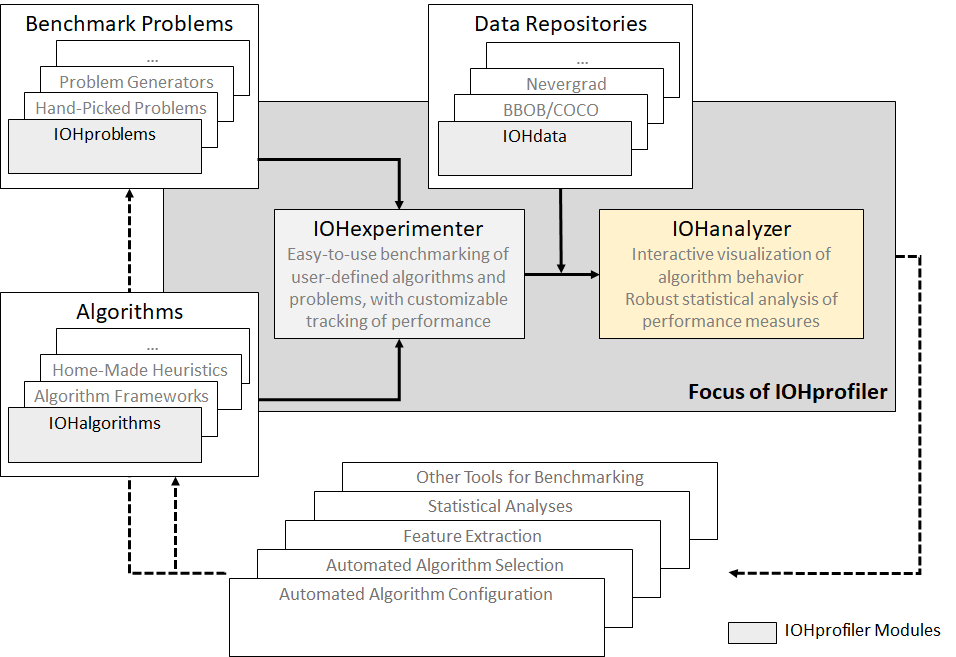 Benchmark Problems
...
Problem Generators
Hand-Picked Problems
IOHproblems
Data Repositories
...
Nevergrad
BBOB/COCO
IOHdata
IOHexperimenter
Easy-to-use benchmarking of
user-defined algorithms and
problems, with customizable
tracking of performance
IOHanalyzer
Interactive visualization of
algorithm behavior
Robust statistical analysis of
performance measures
Algorithms
...
Home-Made Heuristics
Algorithm Frameworks
IOHalgorithms
Focus of IOHprofiler
Other Tools for Benchmarking
Statistical Analyses
Feature Extraction
Automated Algorithm Selection
Automated Algorithm Configuration
IOHprofiler Modules